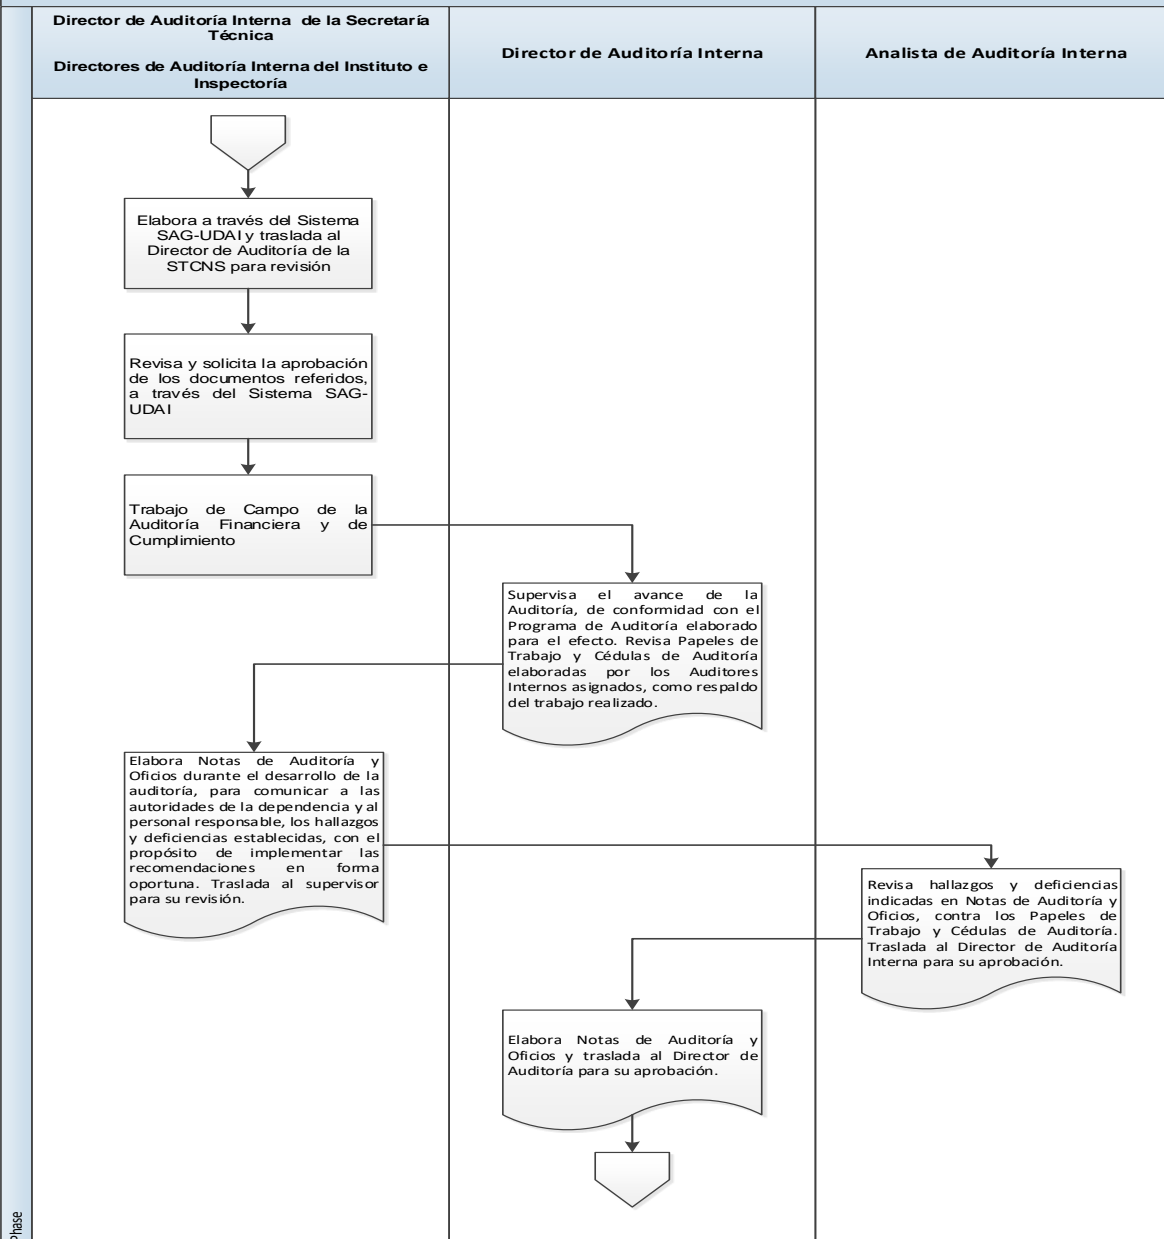 Director de Auditoría Interna de la Secretaría
Técnica
Directores de Auditoría Interna del Instituto e
Inspectoría
Director de Auditoría Interna
Analista de Auditoría Interna
Elabora a través del Sistema
SAG-UDAI y traslada al
Director de Auditoría de la
STCNS para revisión
Revisa y solicita la aprobación
de los documentos referidos,
a través del Sistema SAG-
UDAI
Trabajo de Campo de la
Auditoría Financiera y de
Cumplimiento
Supervisa el avance de la
Auditoría, de conformidad con el
Programa de Auditoría elaborado
para el efecto. Revisa Papeles de
Trabajo y Cédulas de Auditoría
elaboradas por los Auditores
Internos asignados, como respaldo
del trabajo realizado.
Elabora Notas de Auditoría y
Oficios durante el desarrollo de la
auditoría, para comunicar a las
autoridades de la dependencia y al
personal responsable, los hallazgos
y deficiencias establecidas, con el
propósito de implementar las
recomendaciones en forma
oportuna. Traslada al supervisor
para su revisión.
Revisa hallazgos y deficiencias
indicadas en Notas de Auditoría y
Oficios, contra los Papeles de
Trabajo y Cédulas de Auditoría.
Traslada al Director de Auditoría
Interna para su aprobación.
Elabora Notas de Auditoría y
Oficios y traslada al Director de
Auditoría para su aprobación.
Phase